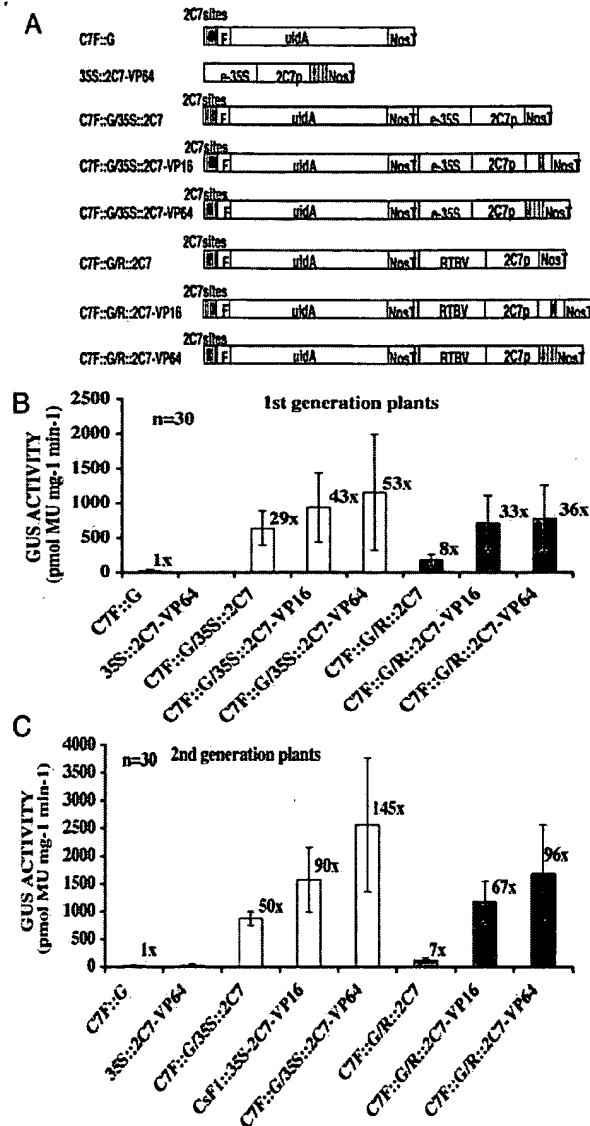 A
2C7sites
C7F::G F uidA NosT
35S::2C7-VP64 e-35S 2C7p NosT
2C7sites
C7F::G/35S::2C7 F uidA NosT e-35S 2C7p NosT
2C7sites
C7F::G/35S::2C7-VP16 F uidA NosT e-35S 2C7p NosT
2C7sites
C7F::G/35S::2C7-VP64 F uidA NosT e-35S 2C7p NosT
2C7sites
C7F::G/R::2C7 F uidA NosT RTBV 2C7p NosT
2C7sites
C7F::G/R::2C7-VP16 F uidA NosT RTBV 2C7p NosT
2C7sites
C7F::G/R::2C7-VP64 F uidA NosT RTBV 2C7p NosT
B
1st generation plants
n=30
GUS ACTIVITY
(pmol MU mg-1 min-1)
2500
2000
1500
1000
500
0
1x
29x
43x
53x
8x
33x
36x
C7F::G
35S::2C7-VP64
C7F::G/35S::2C7
C7F::G/35S::2C7-VP16
C7F::G/35S::2C7-VP64
C7F::G/R::2C7
C7F::G/R::2C7-VP16
C7F::G/R::2C7-VP64
C
n=30 2nd generation plants
GUS ACTIVITY
(pmol MU mg-1 min-1)
4000
3500
3000
2500
2000
1500
1000
500
0
1x
50x
90x
145x
7x
67x
96x
C7F::G
35S::2C7-VP64
C7F::G/35S::2C7
CsF1::35S-2C7-VP16
C7F::G/35S::2C7-VP64
C7F::G/R::2C7
C7F::G/R::2C7-VP16
C7F::G/R::2C7-VP64